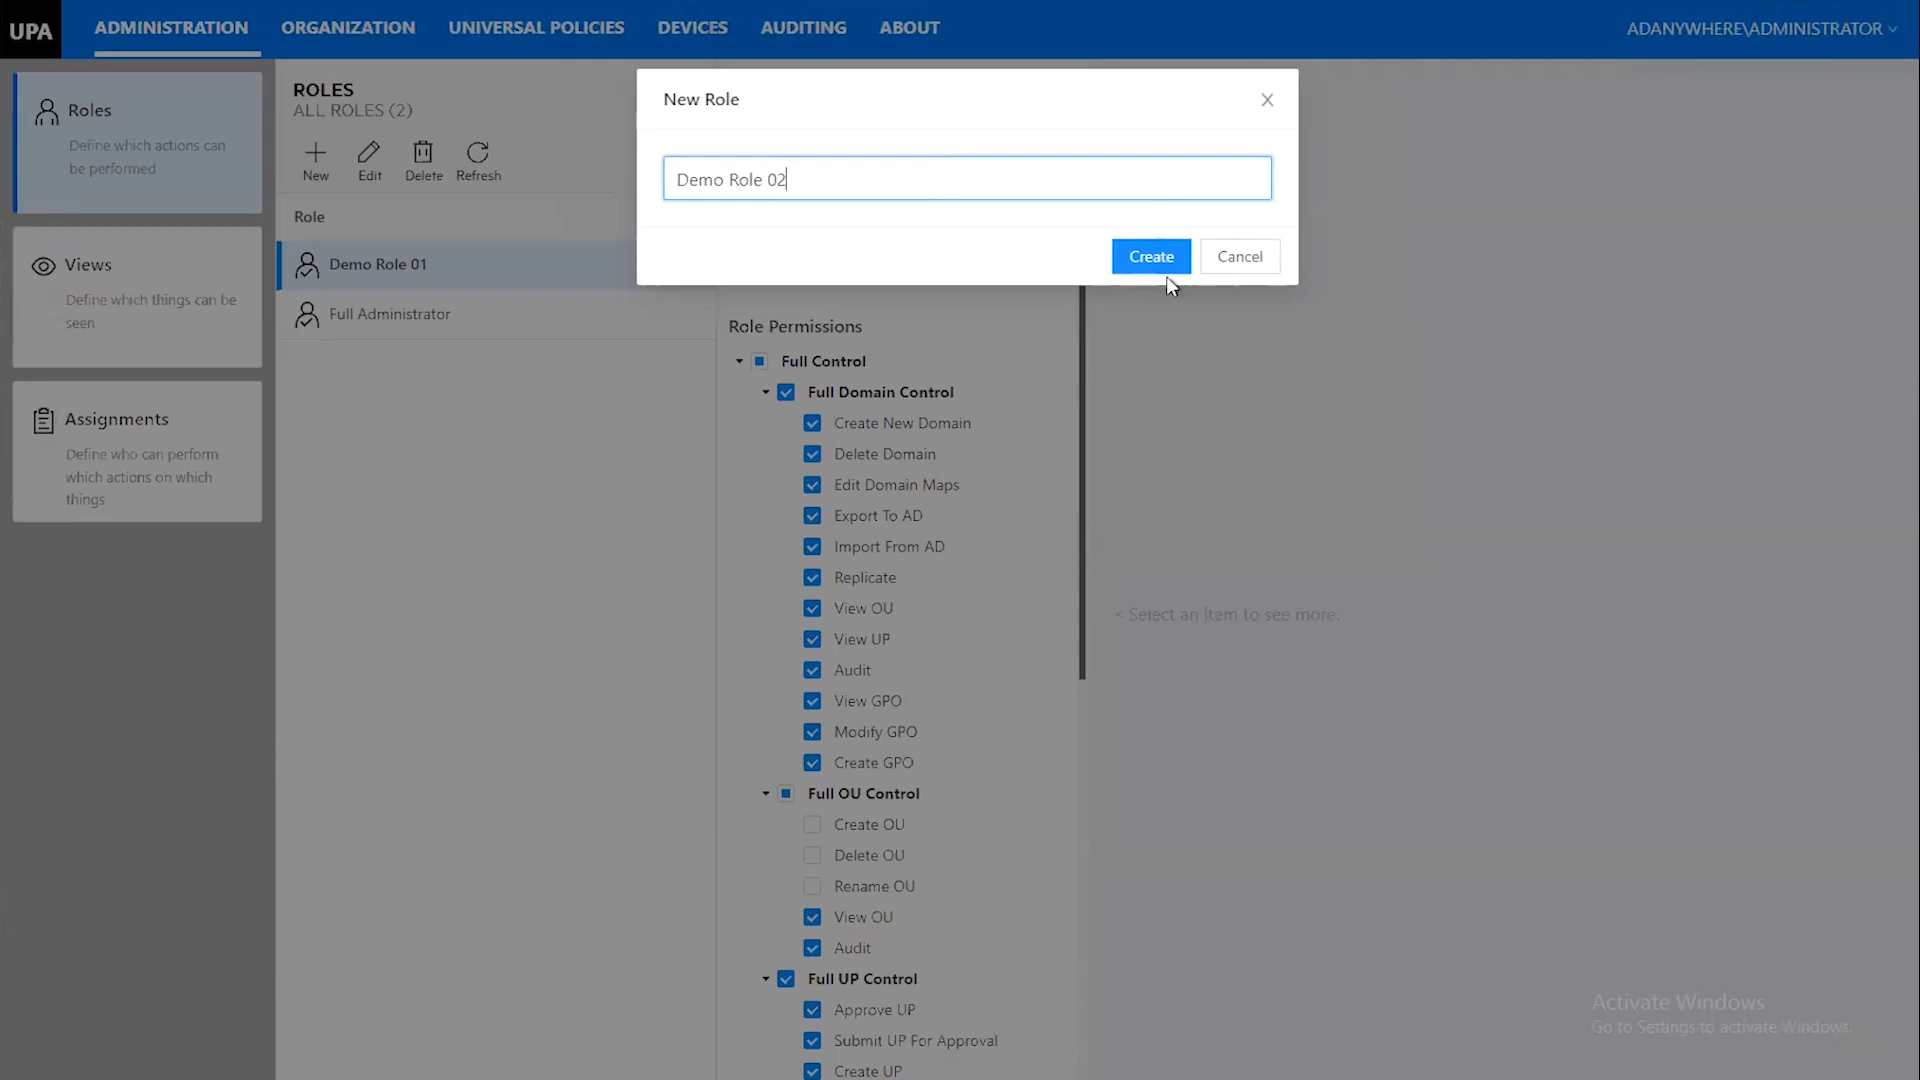 UPA
ADMINISTRATION
ORGANIZATION
UNIVERSAL POLICIES
DEVICES
AUDITING
ABOUT
ADANYWHERE\ADMINISTRATOR
Roles
Define which actions can
be performed
Views
Define which things can be
seen
Assignments
Define who can perform
which actions on which
things
ROLES
ALL ROLES (2)
New
Edit
Delete
Refresh
Role
Demo Role 01
Full Administrator
New Role
Demo Role 02
Create
Cancel
Role Permissions
Full Control
Full Domain Control
Create New Domain
Delete Domain
Edit Domain Maps
Export To AD
Import From AD
Replicate
View OU
View UP
Audit
View GPO
Modify GPO
Create GPO
Full OU Control
Create OU
Delete OU
Rename OU
View OU
Audit
Full UP Control
Approve UP
Submit UP For Approval
Create UP
< Select an item to see more.
Activate Windows
Go to Settings to activate Windows.